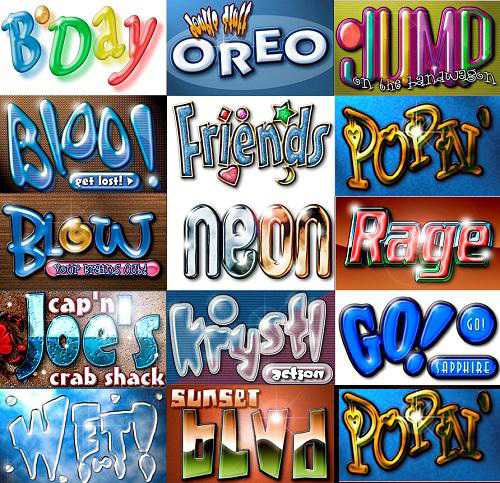 B'Day
double stuff
OREO
JUMP
on the bandwagon
Bloo!
get lost!
Friends
POPN'
BLOW
your brains out!
neon
Rage
cap'n
Joe's
crab shack
krystl
action
GO!
GO!
SAPPHIRE
WET!
sunset
blvd
POPN'